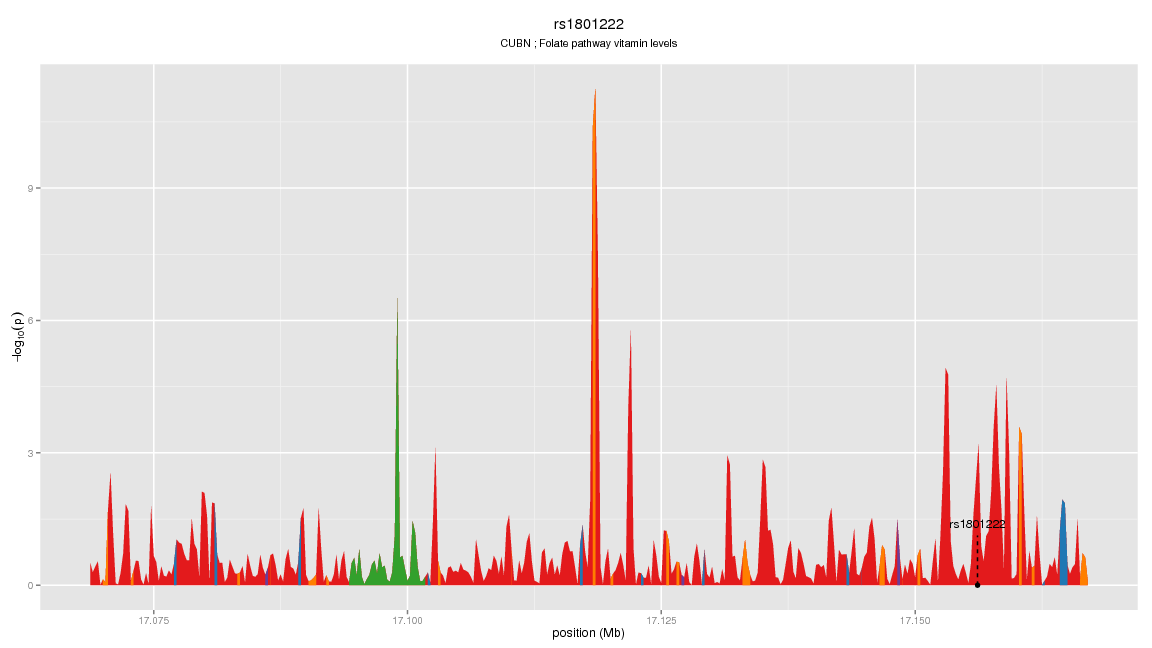 rs1801222
CUBN ; Folate pathway vitamin levels
−log10(p)
9
6
3
0
rs1801222
17.075
17.100
17.125
17.150
position (Mb)